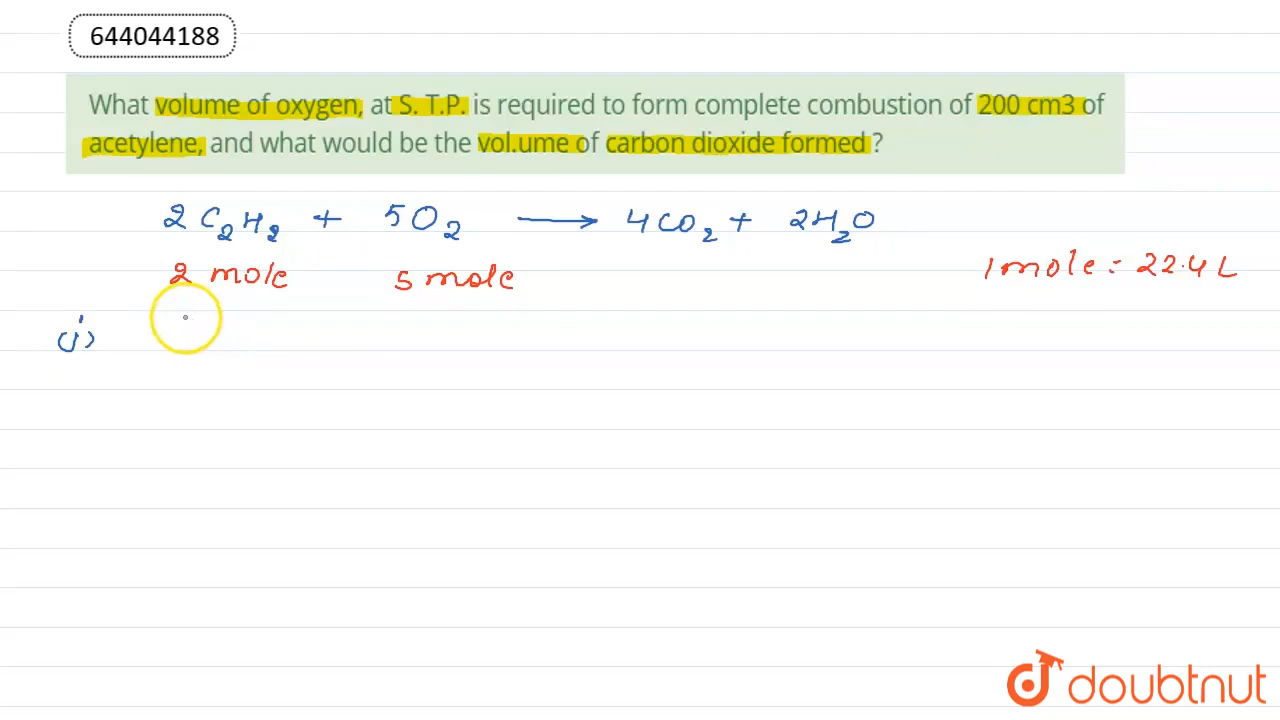 644044188
What volume of oxygen, at S. T.P. is required to form complete combustion of 200 cm3 of
acetylene, and what would be the vol.ume of carbon dioxide formed ?
2C₂H₂ + 5O₂ ⟶ 4CO₂ + 2H₂O
2 mole 5 mole 1 mole = 22.4 L
(i)
doubtnut